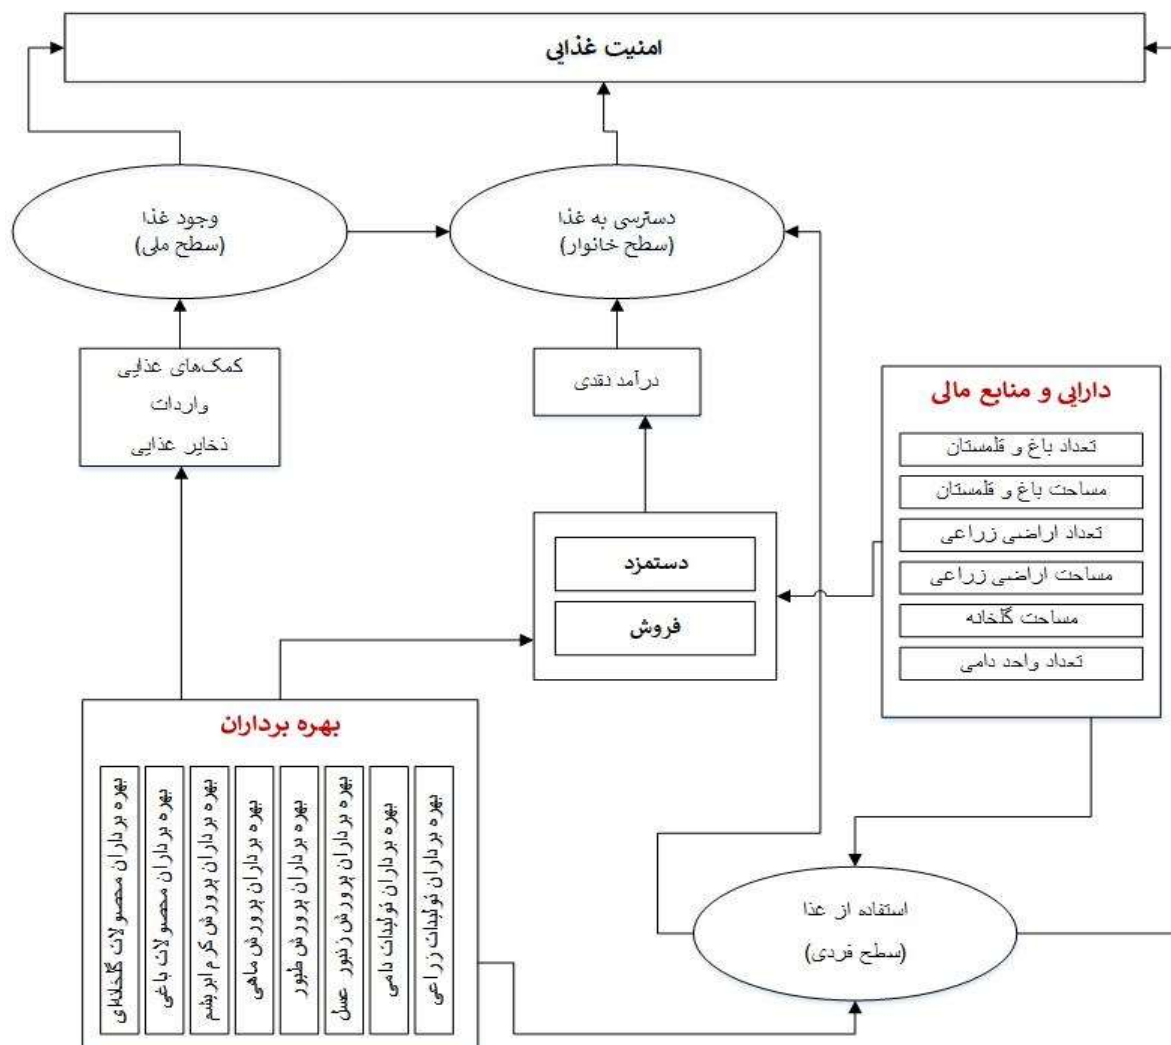 امنیت غذایی
وجود غذا
(سطح ملی)
دسترسی به غذا
(سطح خانوار)
کمک‌های غذایی
واردات
ذخایر غذایی
درآمد نقدی
دارایی و منابع مالی
تعداد باغ و قلمستان
مساحت باغ و قلمستان
تعداد اراضی زراعی
مساحت اراضی زراعی
مساحت گلخانه
تعداد واحد دامی
دستمزد
فروش
بهره برداران
بهره برداران تولیدات زراعی
بهره برداران تولیدات دامی
بهره برداران پرورش زنبور عسل
بهره برداران پرورش طیور
بهره برداران پرورش ماهی
بهره برداران پرورش کرم ابریشم
بهره برداران محصولات باغی
بهره برداران محصولات گلخانه‌ای
استفاده از غذا
(سطح فردی)